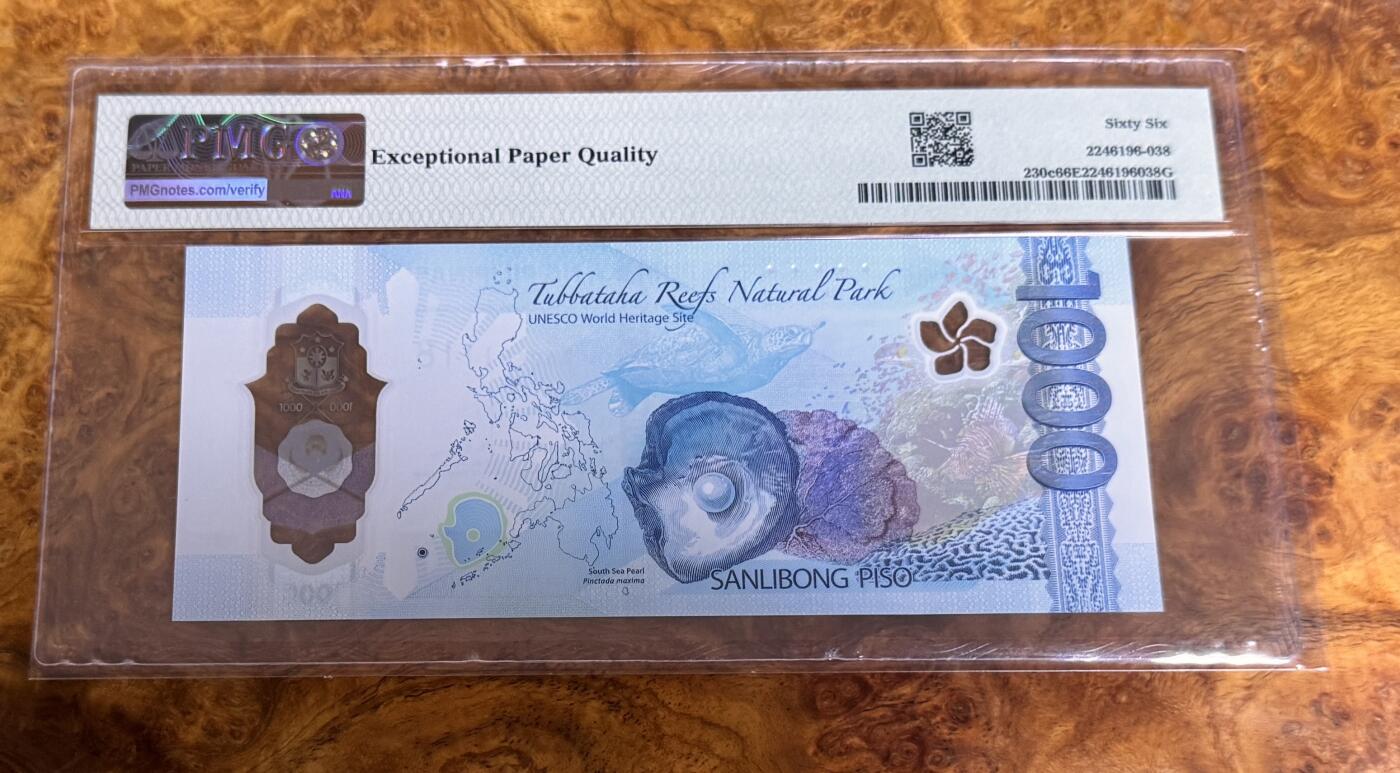 PMG
PAPER
PMGnotes.com/verify
Exceptional Paper Quality
Sixty Six
2246196-038
230c66E2246196038G
Tubbataha Reefs Natural Park
UNESCO World Heritage Site
1000
1000
1000
South Sea Pearl
Pinctada maxima
SANLIBONG PISO